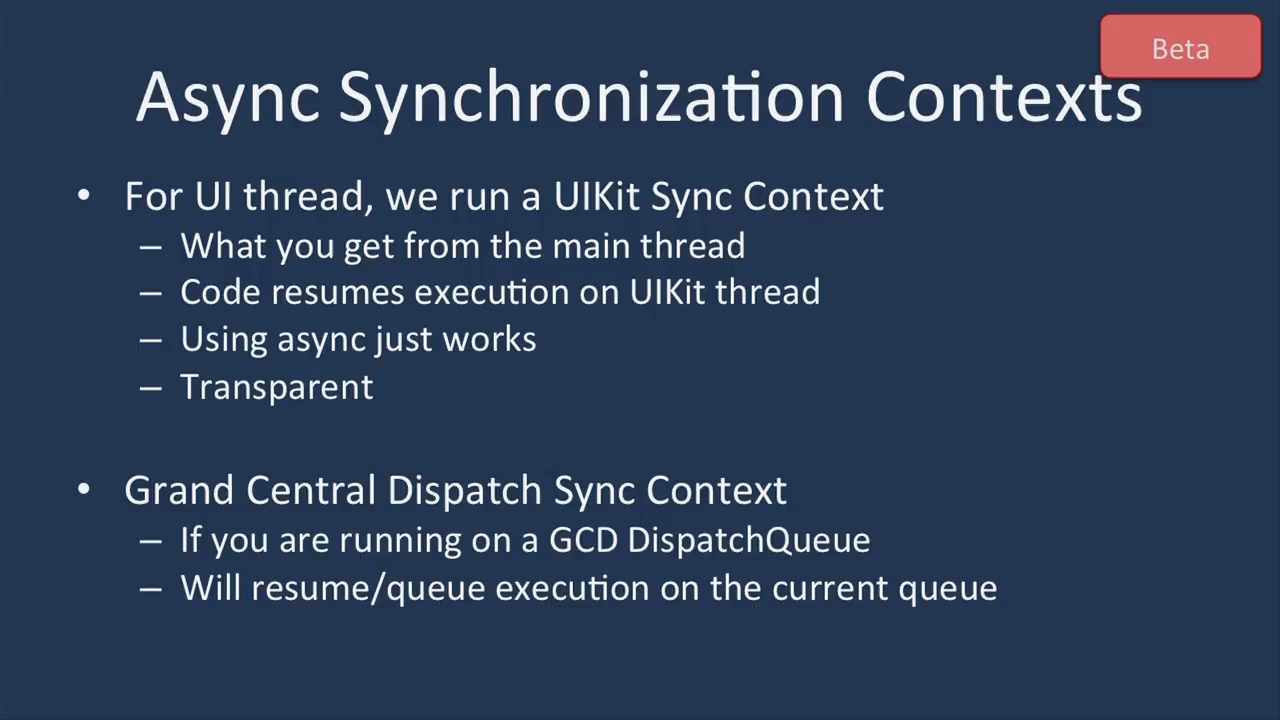 Beta
Async Synchronization Contexts
• For UI thread, we run a UIKit Sync Context
– What you get from the main thread
– Code resumes execution on UIKit thread
– Using async just works
– Transparent
• Grand Central Dispatch Sync Context
– If you are running on a GCD DispatchQueue
– Will resume/queue execution on the current queue